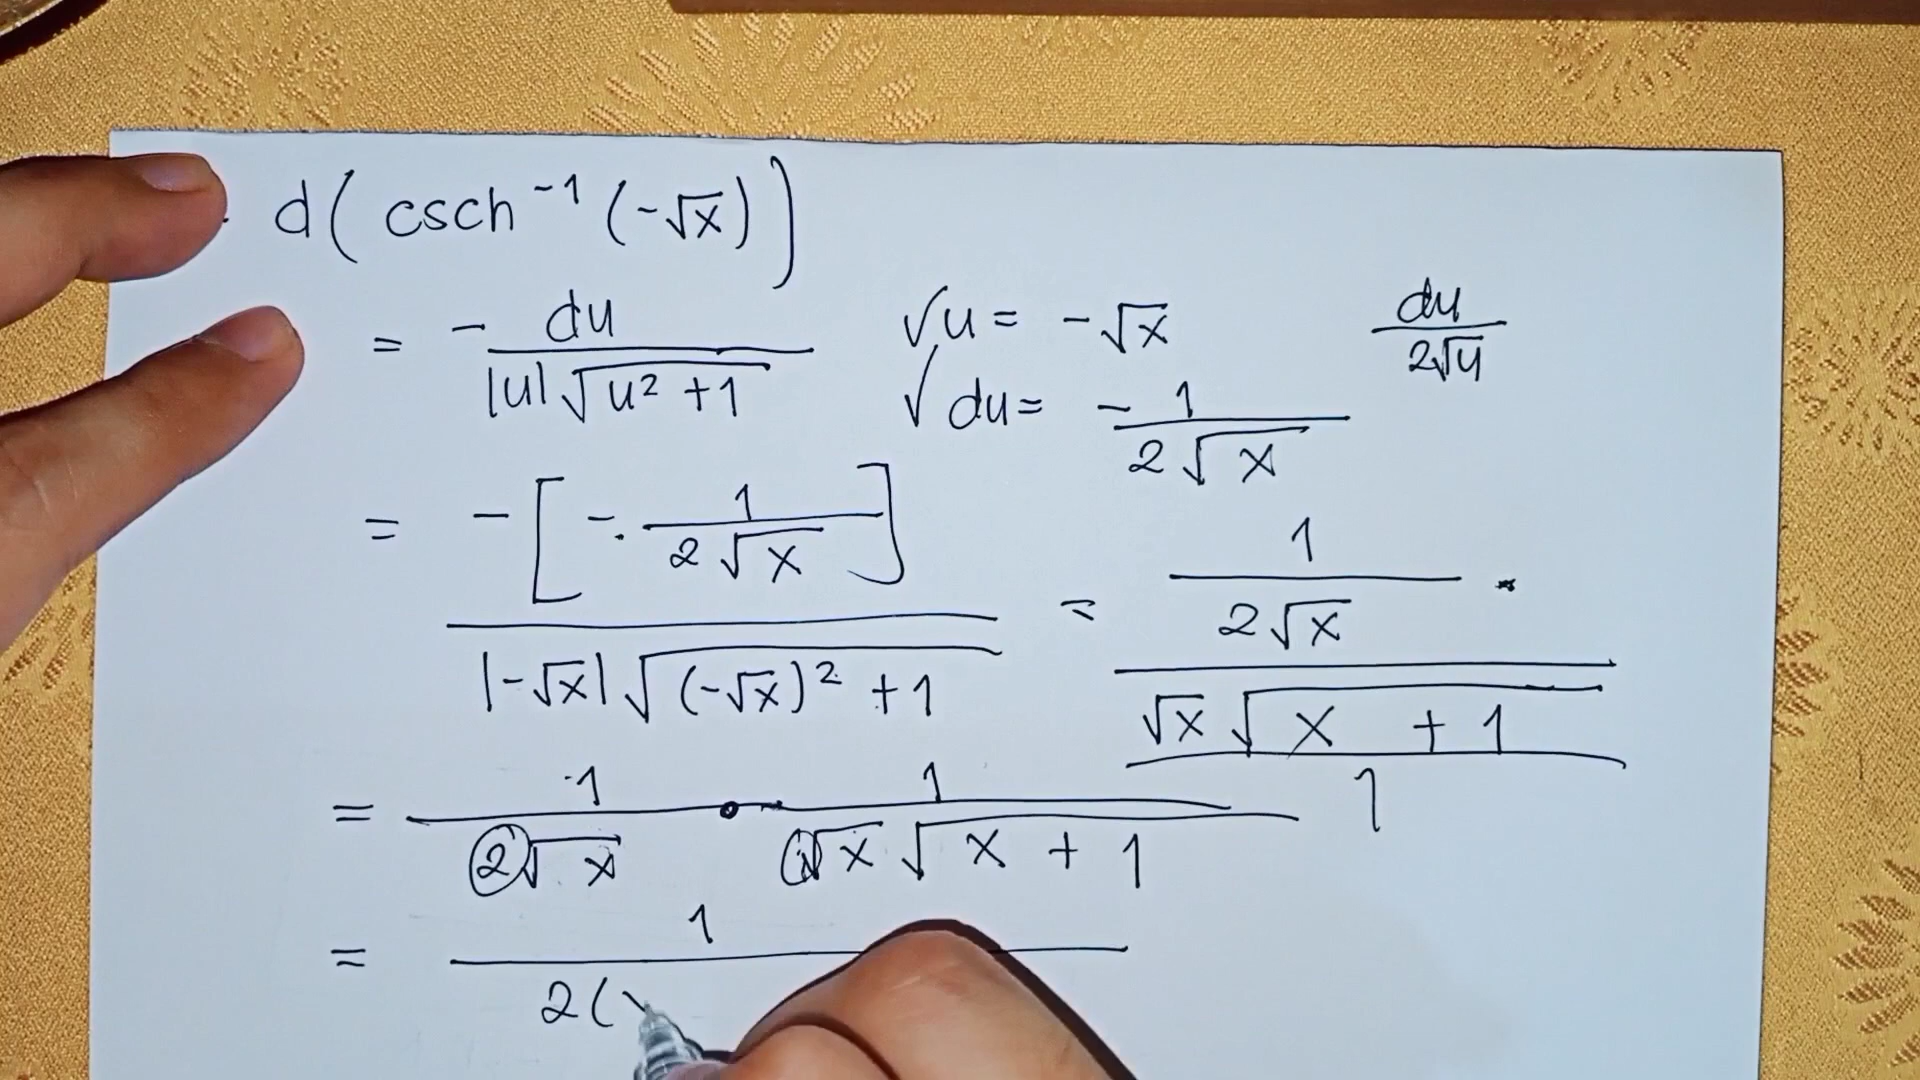 d(csch⁻¹(-√x))
= - du / |u|√(u² + 1)
√u = -√x
√du = - 1 / 2√x
du / 2√u
= -[-· 1 / 2√x] / |-√x|√((-√x)² + 1)
= 1 / 2√x · / √x√(x + 1) / 1
= 1 / 2√x · 1 / √x√(x + 1)
= 1 / 2(x